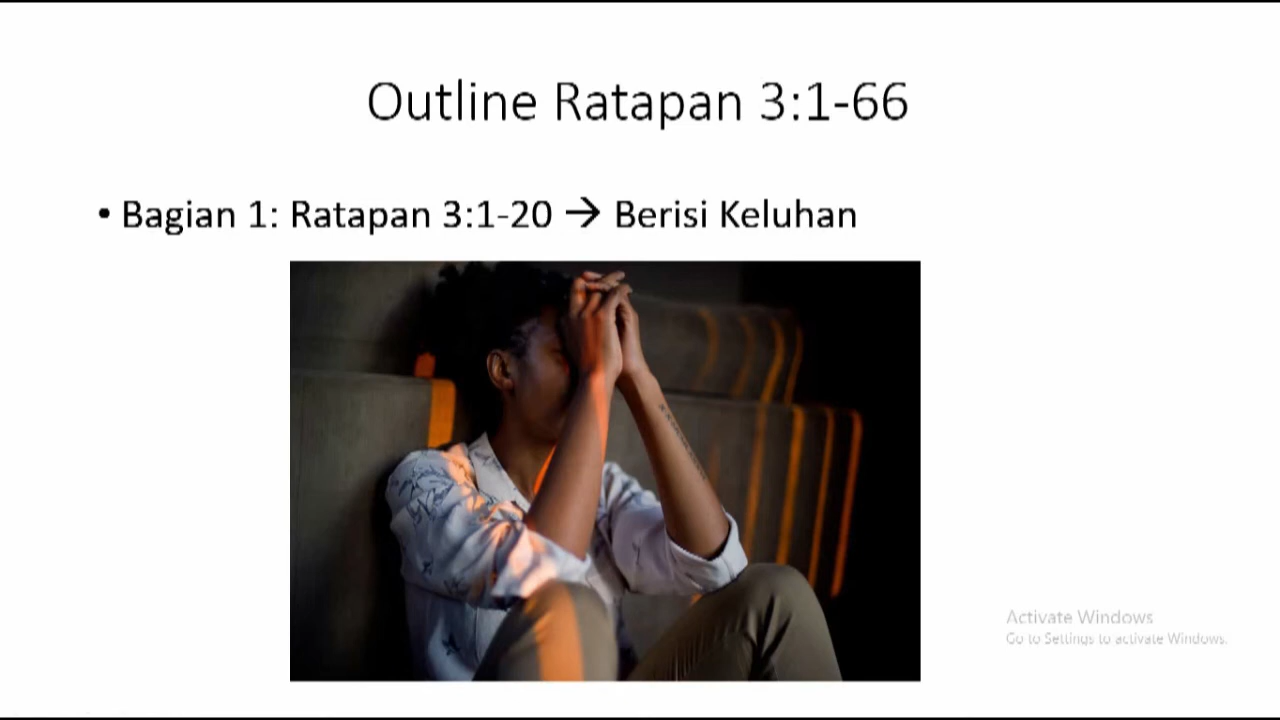 Outline Ratapan 3:1-66
• Bagian 1: Ratapan 3:1-20 → Berisi Keluhan
Activate Windows
Go to Settings to activate Windows.